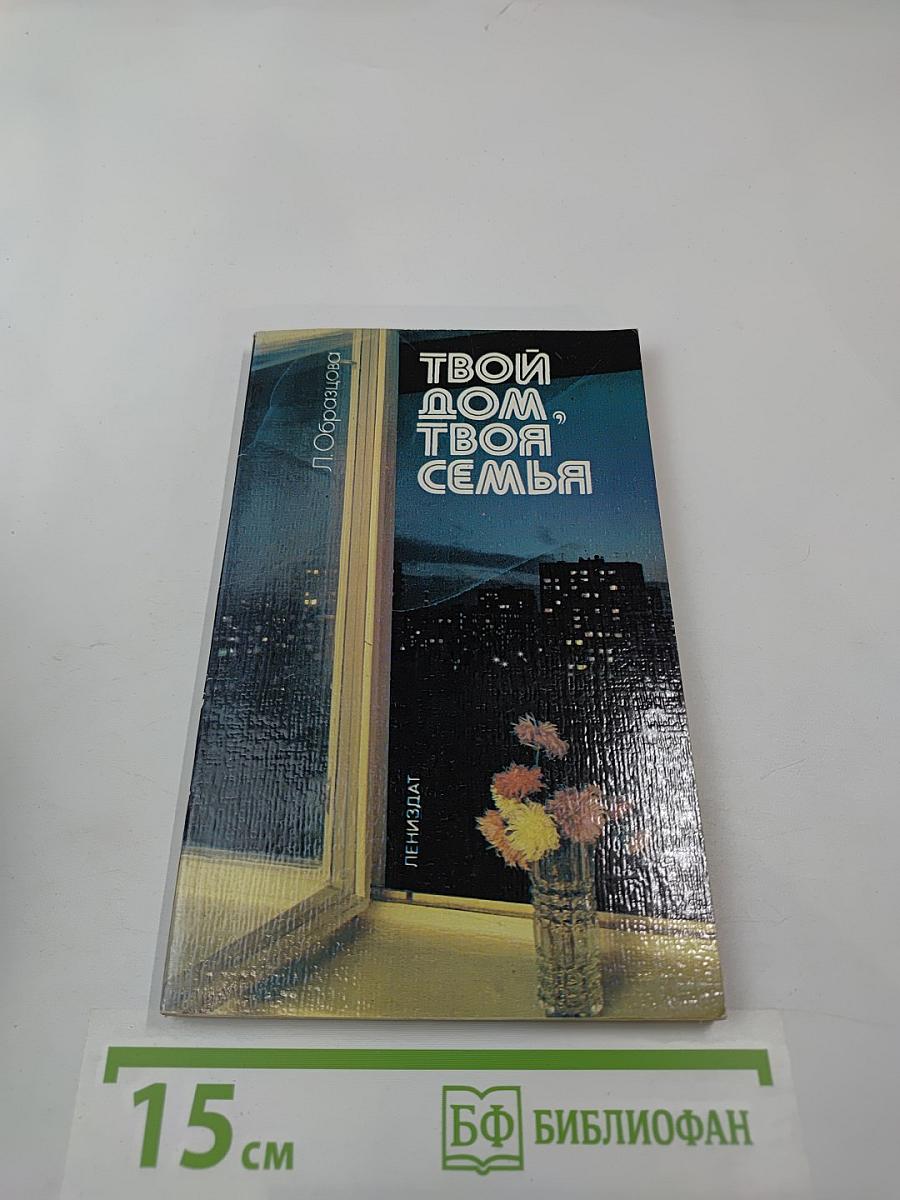 Л. Образцова
ТВОЙ
ДОМ,
ТВОЯ
СЕМЬЯ
ЛЕНИЗДАТ
15 см
БФ БИБЛИОФАН